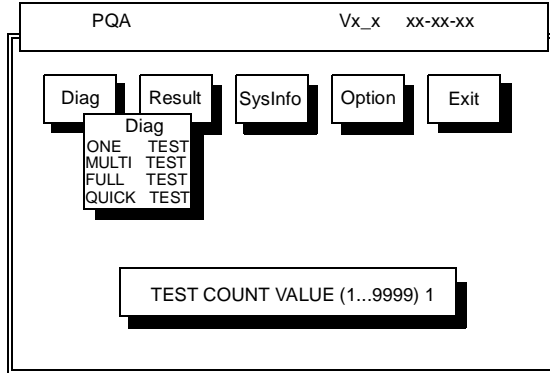 PQA Vx_x xx-xx-xx
Diag Result SysInfo Option Exit
Diag
ONE TEST
MULTI TEST
FULL TEST
QUICK TEST
TEST COUNT VALUE (1...9999) 1